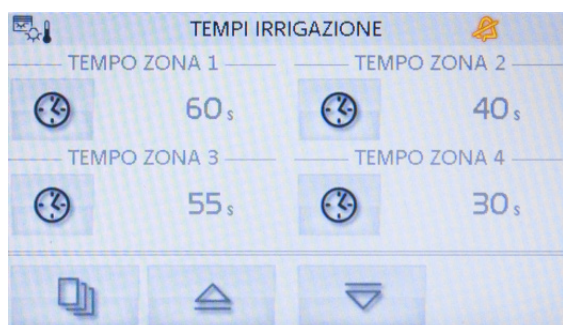 TEMPI IRRIGAZIONE
TEMPO ZONA 1 TEMPO ZONA 2
60 s 40 s
TEMPO ZONA 3 TEMPO ZONA 4
55 s 30 s